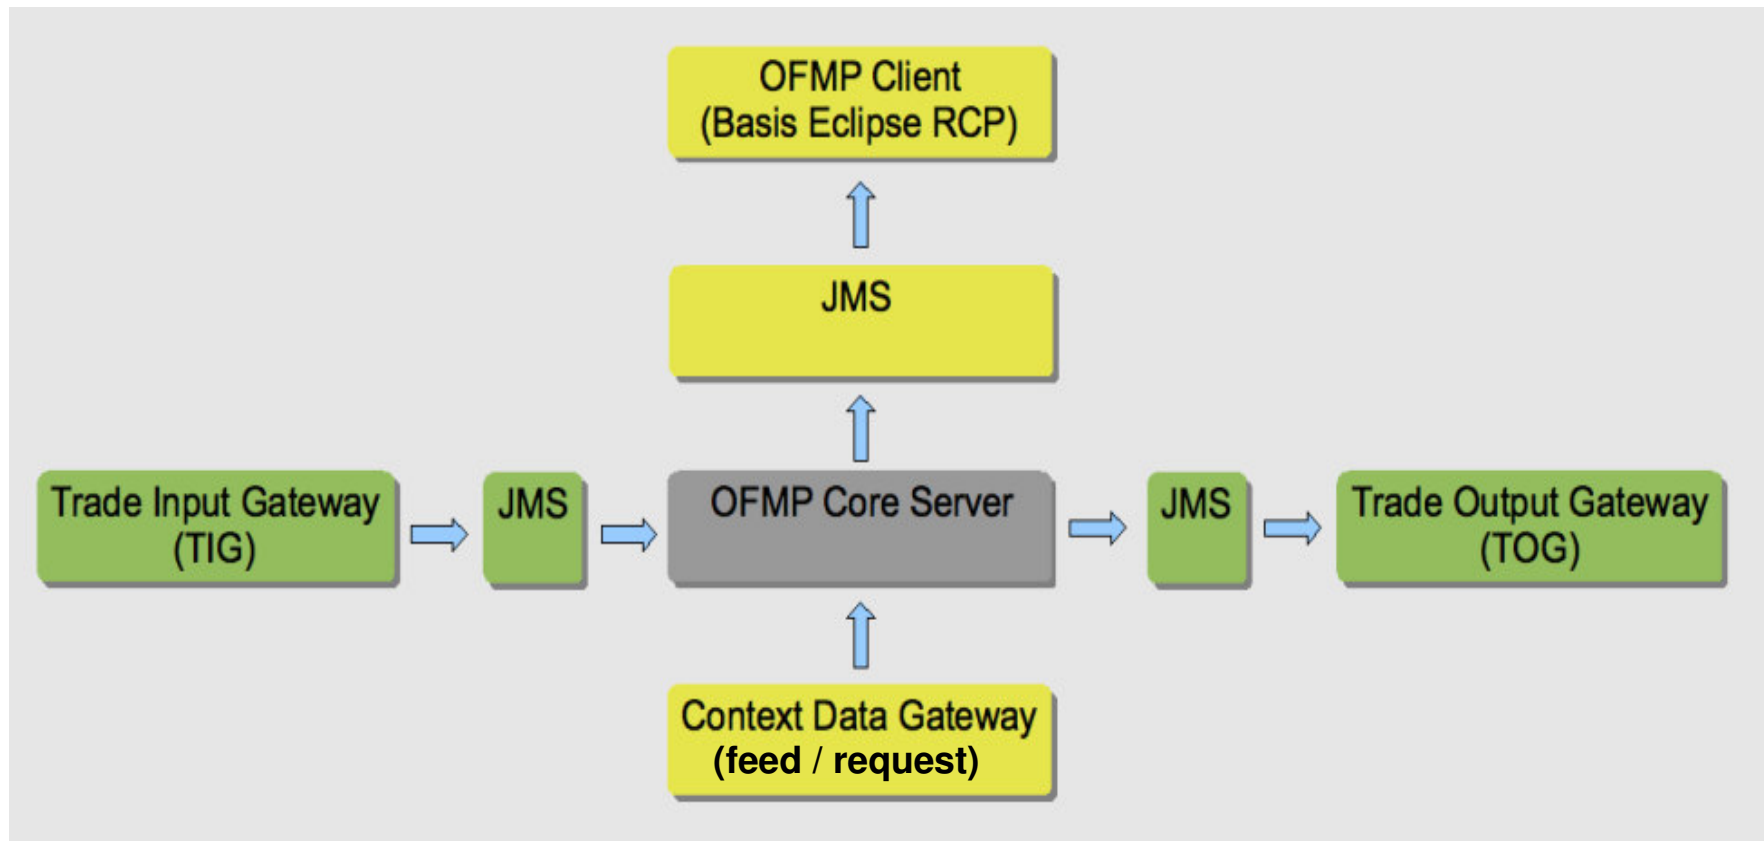 OFMP Client
(Basis Eclipse RCP)
JMS
Trade Input Gateway
(TIG)
JMS
OFMP Core Server
JMS
Trade Output Gateway
(TOG)
Context Data Gateway
(feed / request)